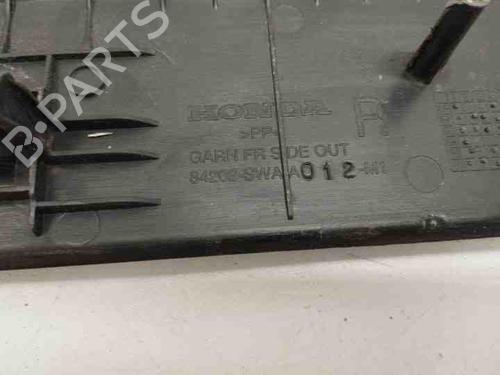 HONDA
>PP<
R
GARN FR SIDE OUT
84202-SWA-A012-M1
B-PARTS